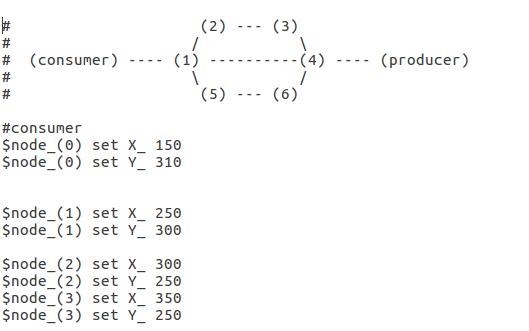 #                     (2) --- (3)
#                    /           \
#  (consumer) ---- (1) ----------(4) ---- (producer)
#                    \           /
#                     (5) --- (6)
#consumer
$node_(0) set X_ 150
$node_(0) set Y_ 310
$node_(1) set X_ 250
$node_(1) set Y_ 300
$node_(2) set X_ 300
$node_(2) set Y_ 250
$node_(3) set X_ 350
$node_(3) set Y_ 250